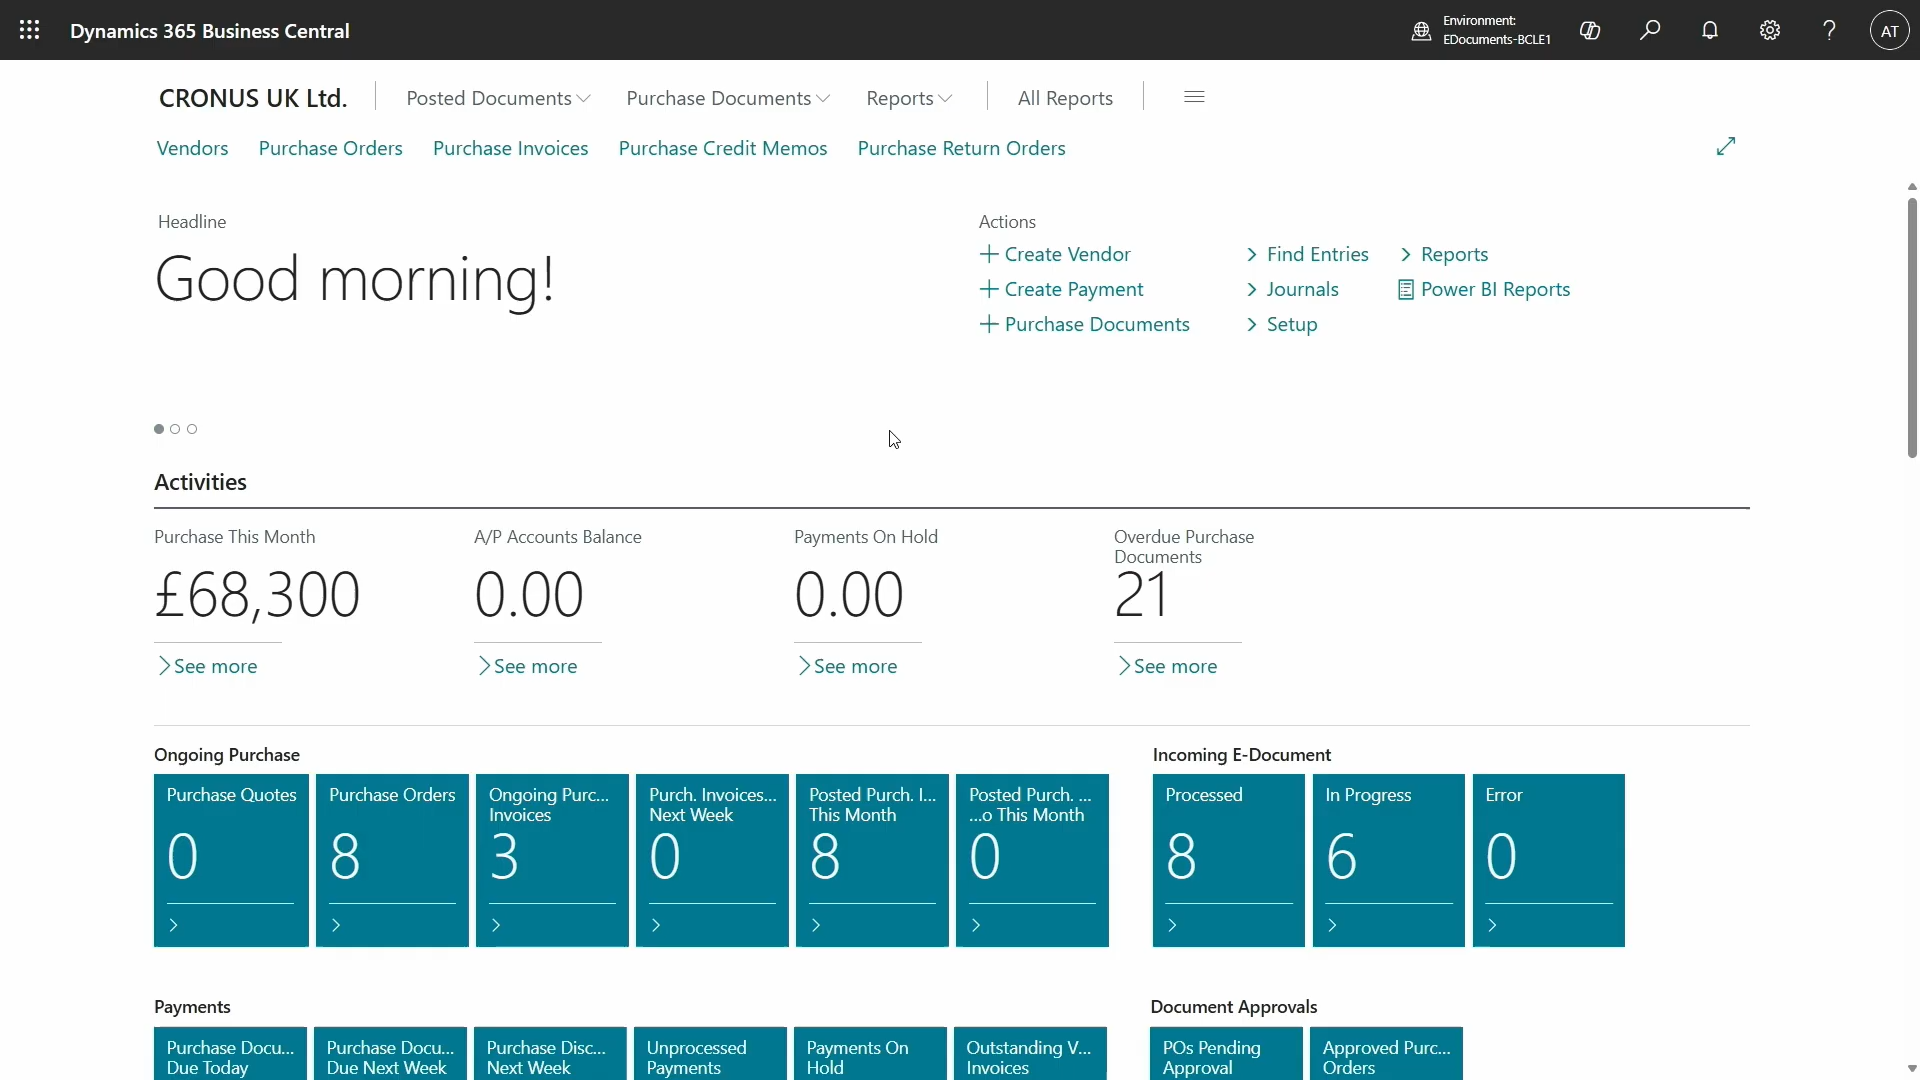 Dynamics 365 Business Central
Environment:
EDocuments-BCLE1
AT
CRONUS UK Ltd.
Posted Documents
Purchase Documents
Reports
All Reports
Vendors
Purchase Orders
Purchase Invoices
Purchase Credit Memos
Purchase Return Orders
Headline
Good morning!
Actions
Create Vendor
Create Payment
Purchase Documents
Find Entries
Journals
Setup
Reports
Power BI Reports
Activities
Purchase This Month
£68,300
See more
A/P Accounts Balance
0.00
See more
Payments On Hold
0.00
See more
Overdue Purchase
Documents
21
See more
Ongoing Purchase
Purchase Quotes
0
Purchase Orders
8
Ongoing Purc...
Invoices
3
Purch. Invoices...
Next Week
0
Posted Purch. I...
This Month
8
Posted Purch. ...
...o This Month
0
Incoming E-Document
Processed
8
In Progress
6
Error
0
Payments
Purchase Docu...
Due Today
Purchase Docu...
Due Next Week
Purchase Disc...
Next Week
Unprocessed
Payments
Payments On
Hold
Outstanding V...
Invoices
Document Approvals
POs Pending
Approval
Approved Purc...
Orders